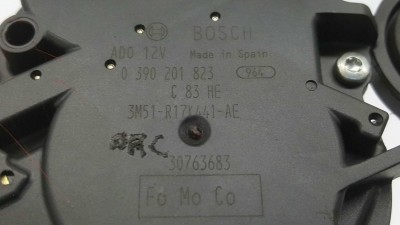 BOSCH
ADO 12V Made in Spain
0 390 201 823 964
C 83 HE
3M51-R17K441-AE
30763683
Fo Mo Co